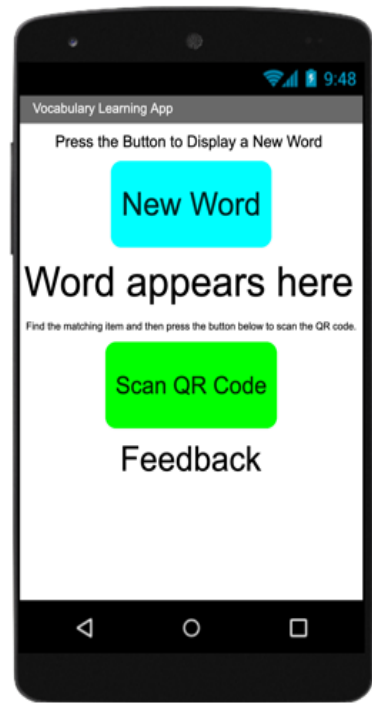 9:48
Vocabulary Learning App
Press the Button to Display a New Word
New Word
Word appears here
Find the matching item and then press the button below to scan the QR code.
Scan QR Code
Feedback